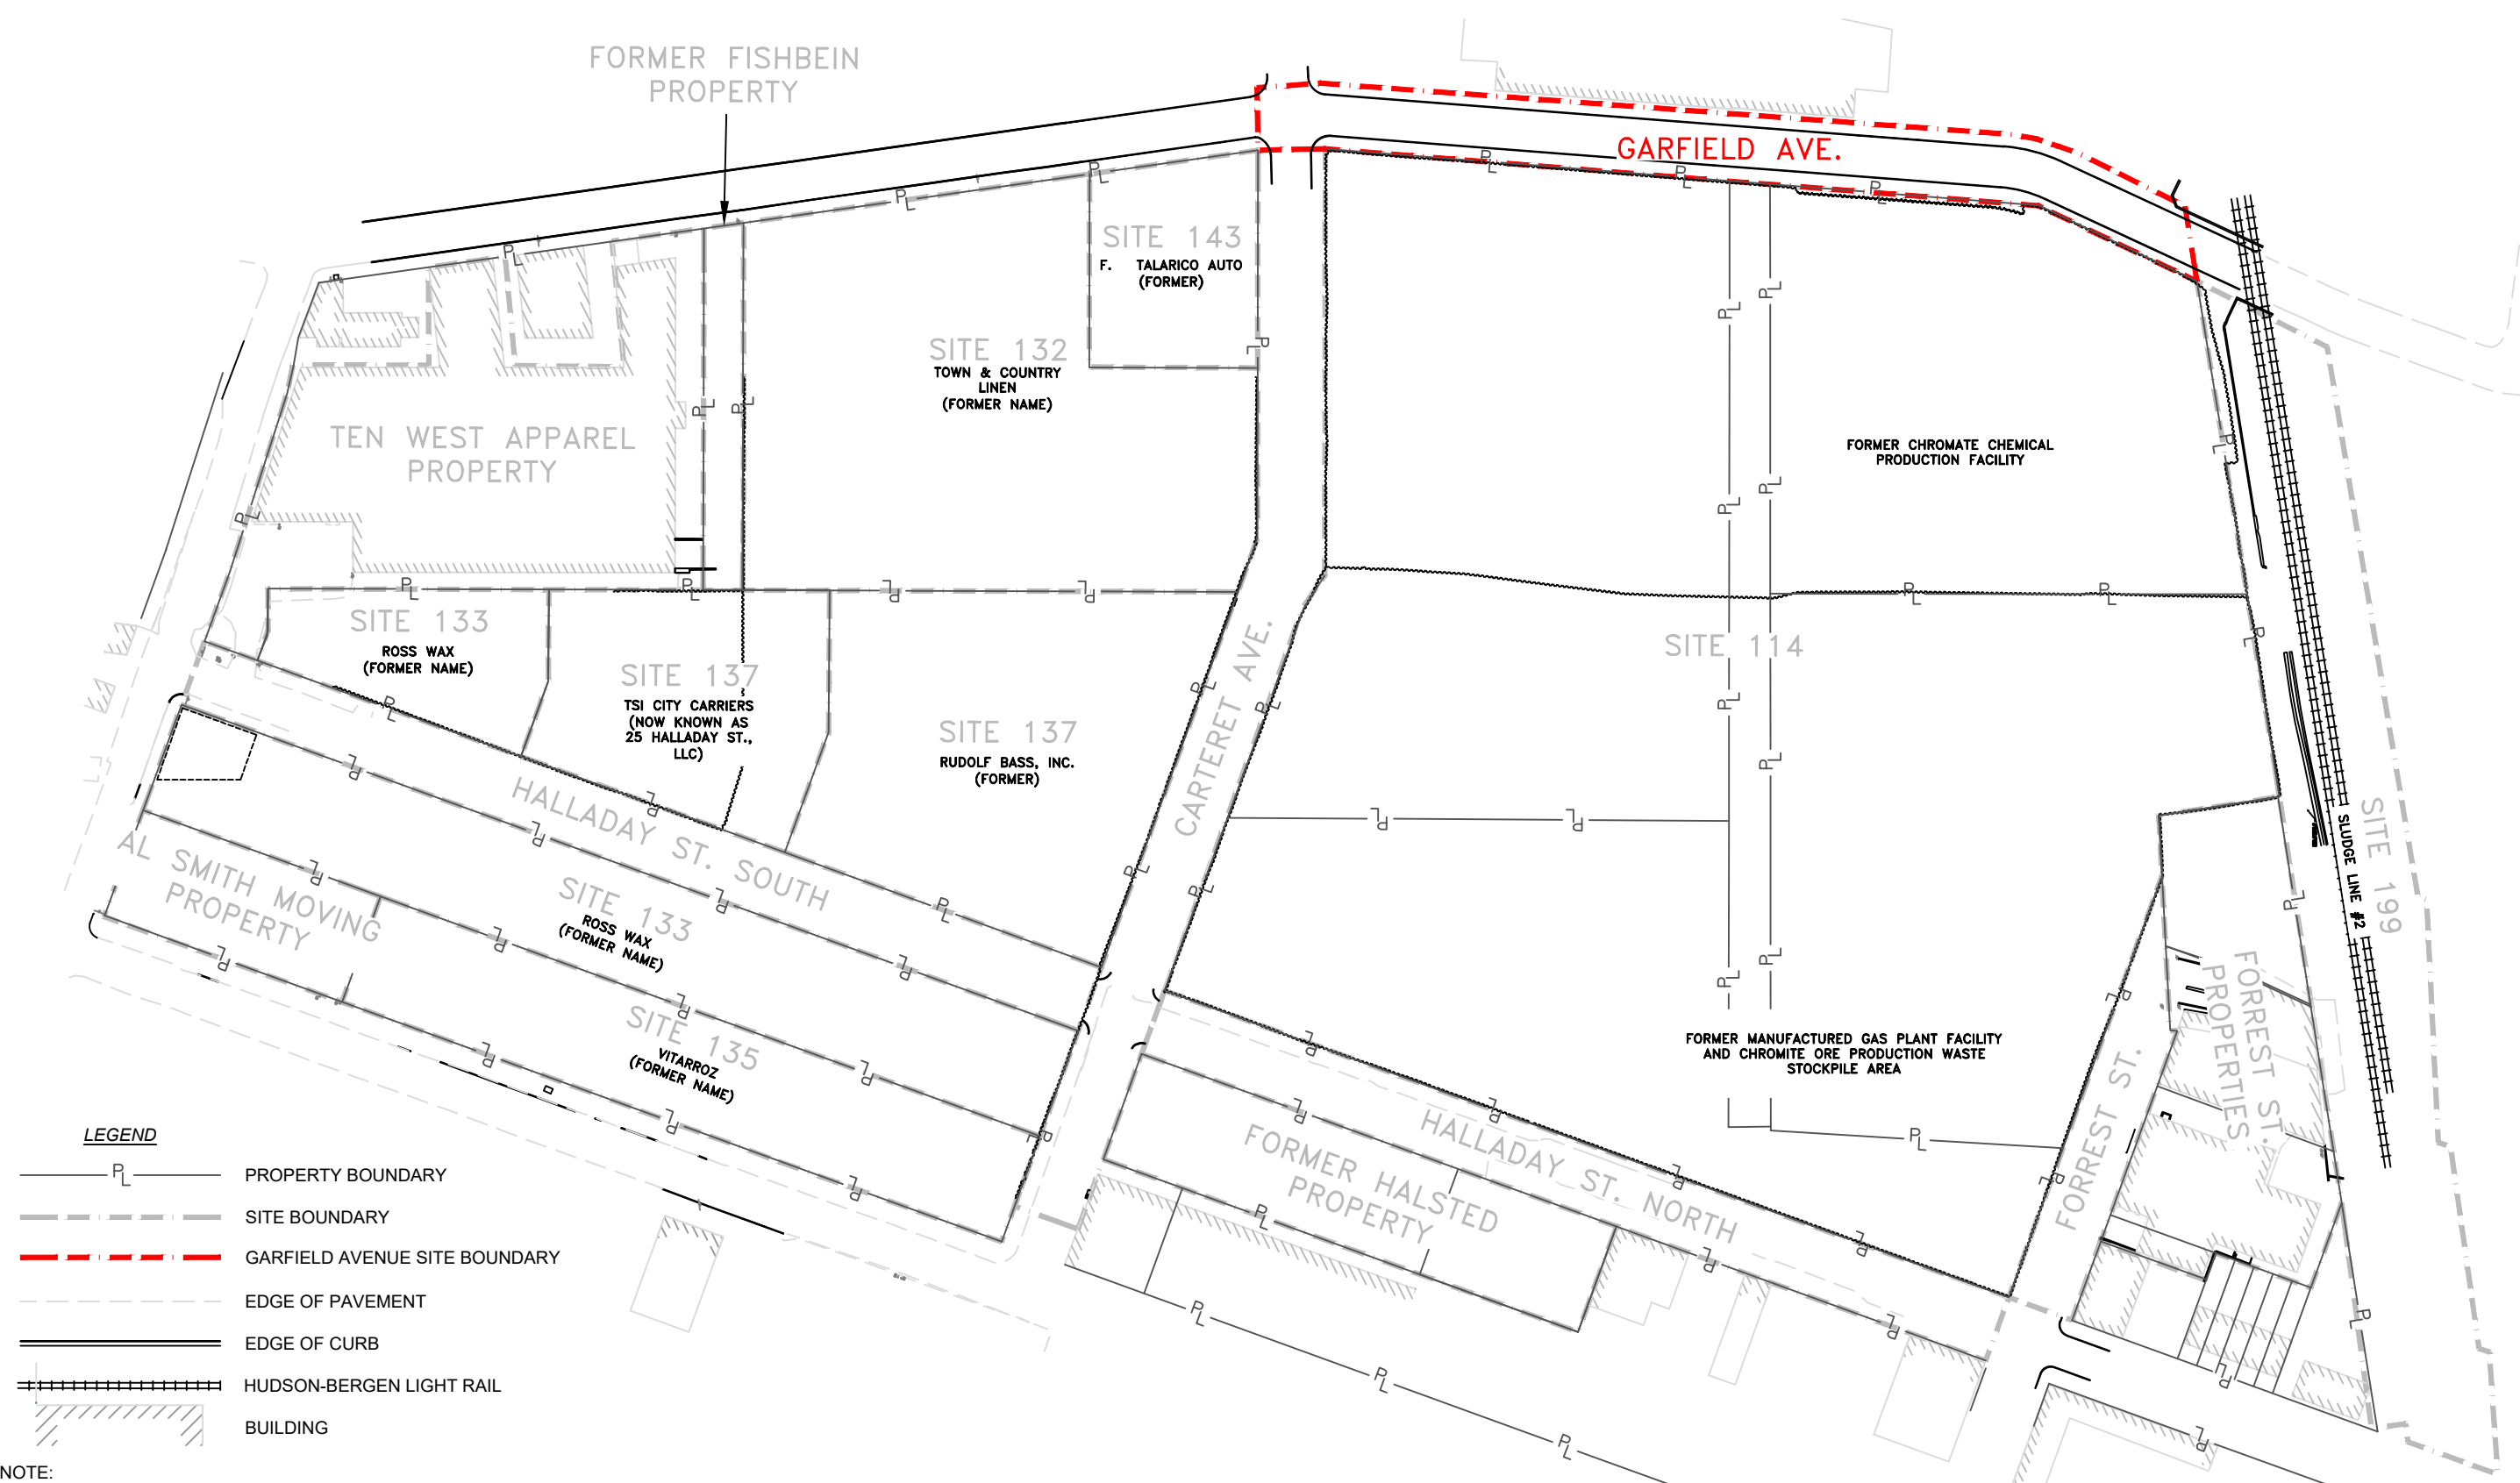 FORMER FISHBEIN
PROPERTY
GARFIELD AVE.
SITE 143
F. TALARICO AUTO
(FORMER)
SITE 132
TOWN & COUNTRY
LINEN
(FORMER NAME)
TEN WEST APPAREL
PROPERTY
FORMER CHROMATE CHEMICAL
PRODUCTION FACILITY
SITE 133
ROSS WAX
(FORMER NAME)
SITE 137
TSI CITY CARRIERS
(NOW KNOWN AS
25 HALLADAY ST.,
LLC)
SITE 137
RUDOLF BASS, INC.
(FORMER)
CARTERET AVE.
SITE 114
HALLADAY ST. SOUTH
AL SMITH MOVING
PROPERTY
SITE 133
ROSS WAX
(FORMER NAME)
SITE 135
VITARROZ
(FORMER NAME)
SLUDGE LINE #2
SITE 199
FORREST ST.
PROPERTIES
FORMER MANUFACTURED GAS PLANT FACILITY
AND CHROMITE ORE PRODUCTION WASTE
STOCKPILE AREA
FORREST ST.
HALLADAY ST. NORTH
FORMER HALSTED
PROPERTY
LEGEND
PL PROPERTY BOUNDARY
SITE BOUNDARY
GARFIELD AVENUE SITE BOUNDARY
EDGE OF PAVEMENT
EDGE OF CURB
HUDSON-BERGEN LIGHT RAIL
BUILDING
NOTE: